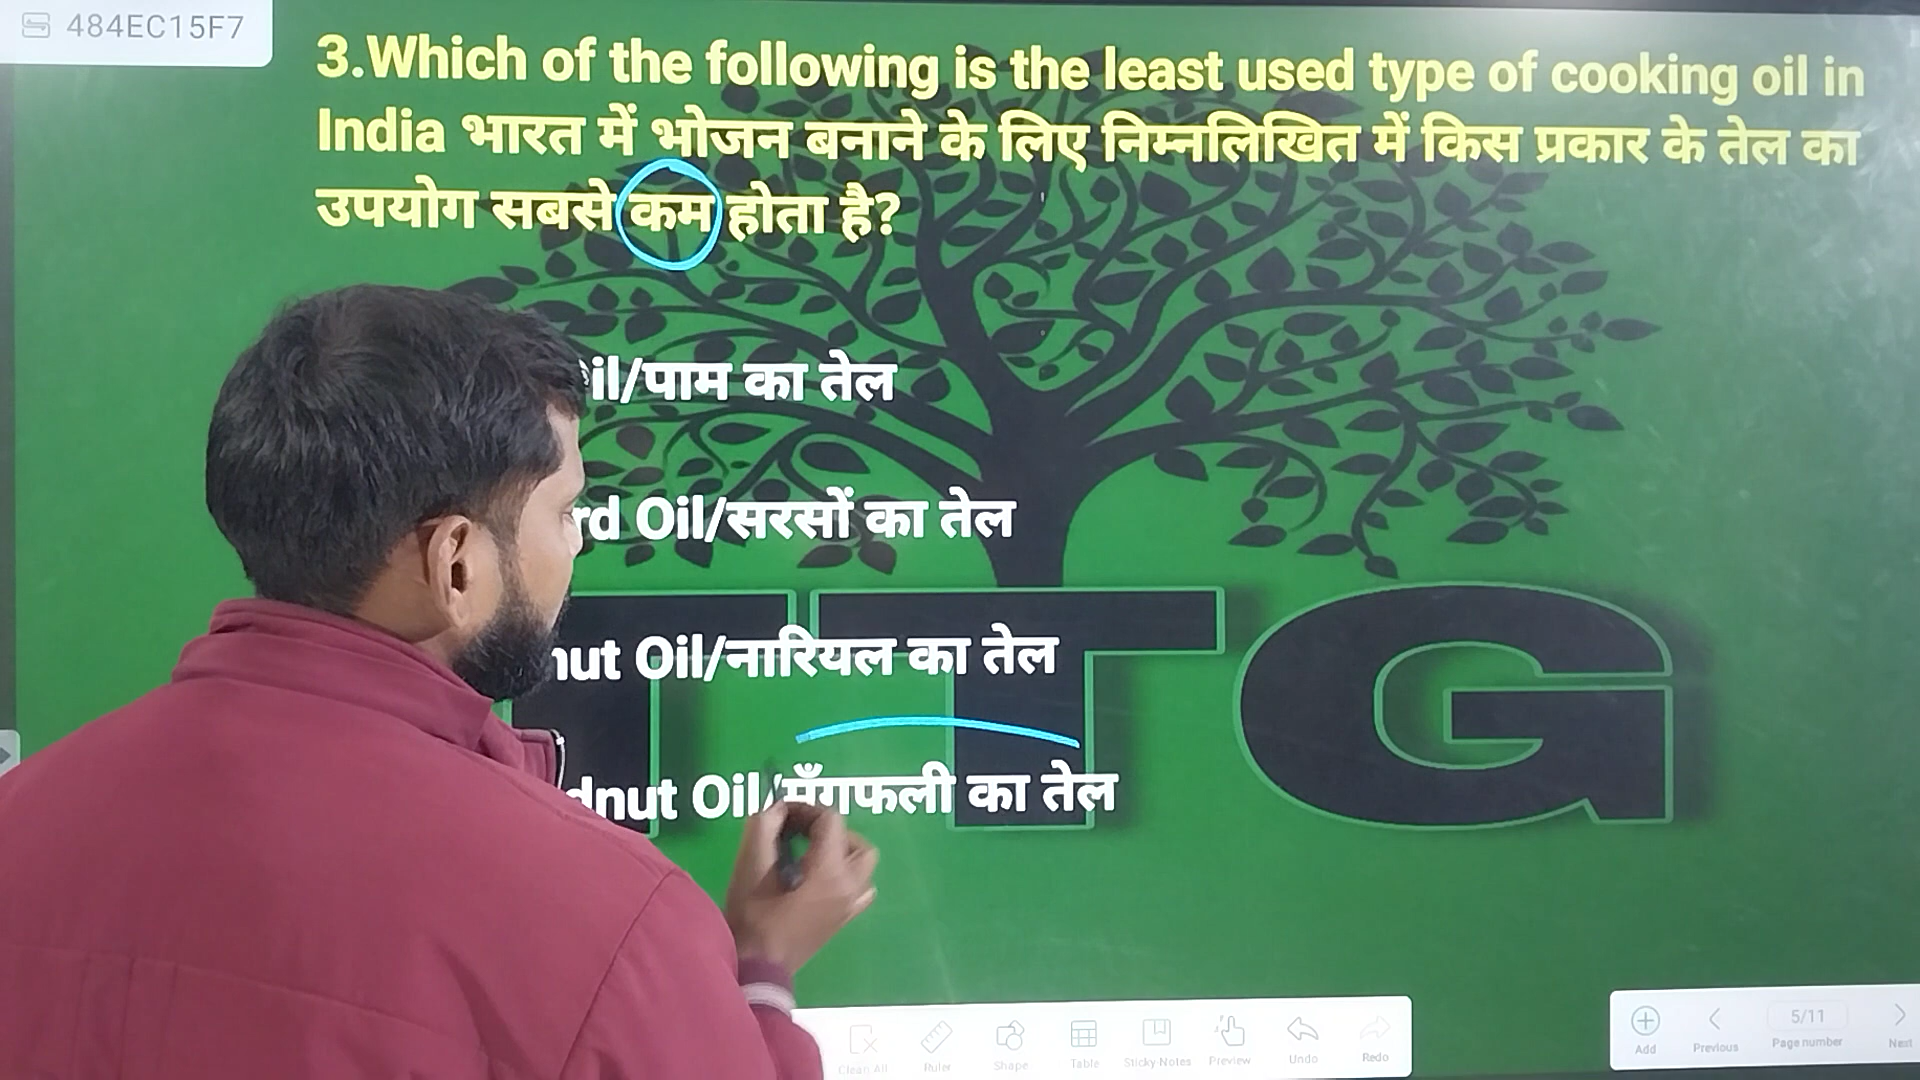 484EC15F7
3.Which of the following is the least used type of cooking oil in
India भारत में भोजन बनाने के लिए निम्नलिखित में किस प्रकार के तेल का
उपयोग सबसे कम होता है?
il/पाम का तेल
rd Oil/सरसों का तेल
nut Oil/नारियल का तेल
dnut Oil/मूँगफली का तेल
TTG
Clean All Ruler Shape Table Sticky Notes Preview Undo Redo
5/11
Add Previous Page number Next